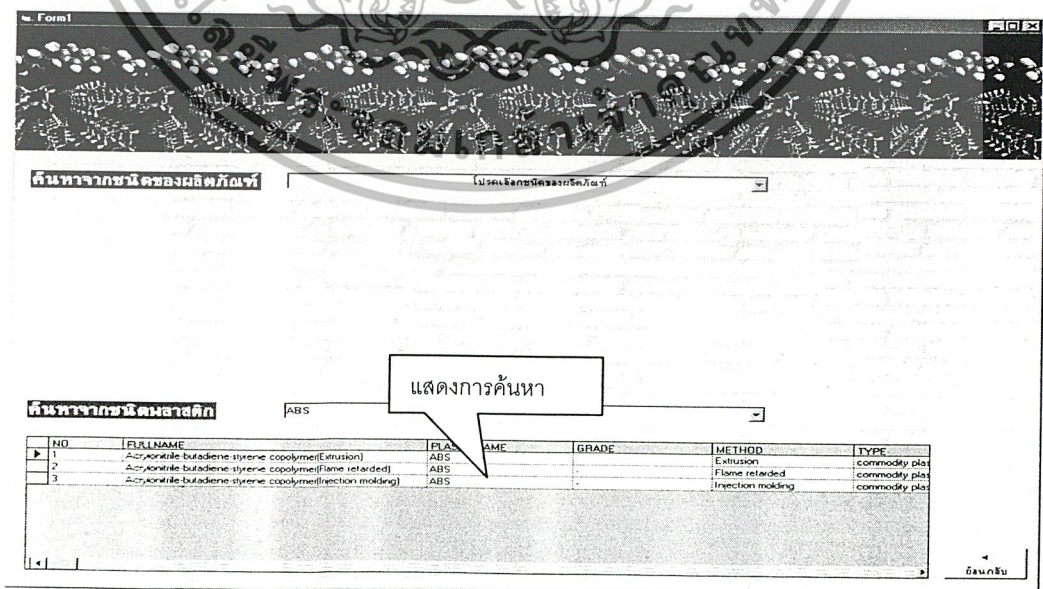 Form1
ค้นหาจากชนิดของผลิตภัณฑ์
โปรดเลือกชนิดของผลิตภัณฑ์
แสดงการค้นหา
ค้นหาจากชนิดพลาสติก
ABS
NO FULLNAME PLAS AME GRADE METHOD TYPE
1 Acrylonitrile-butadiene-styrene copolymer(Extrusion) ABS - Extrusion commodity plas
2 Acrylonitrile-butadiene-styrene copolymer(Flame retarded) ABS - Flame retarded commodity plas
3 Acrylonitrile-butadiene-styrene copolymer(Injection molding) ABS - Injection molding commodity plas
ย้อนกลับ